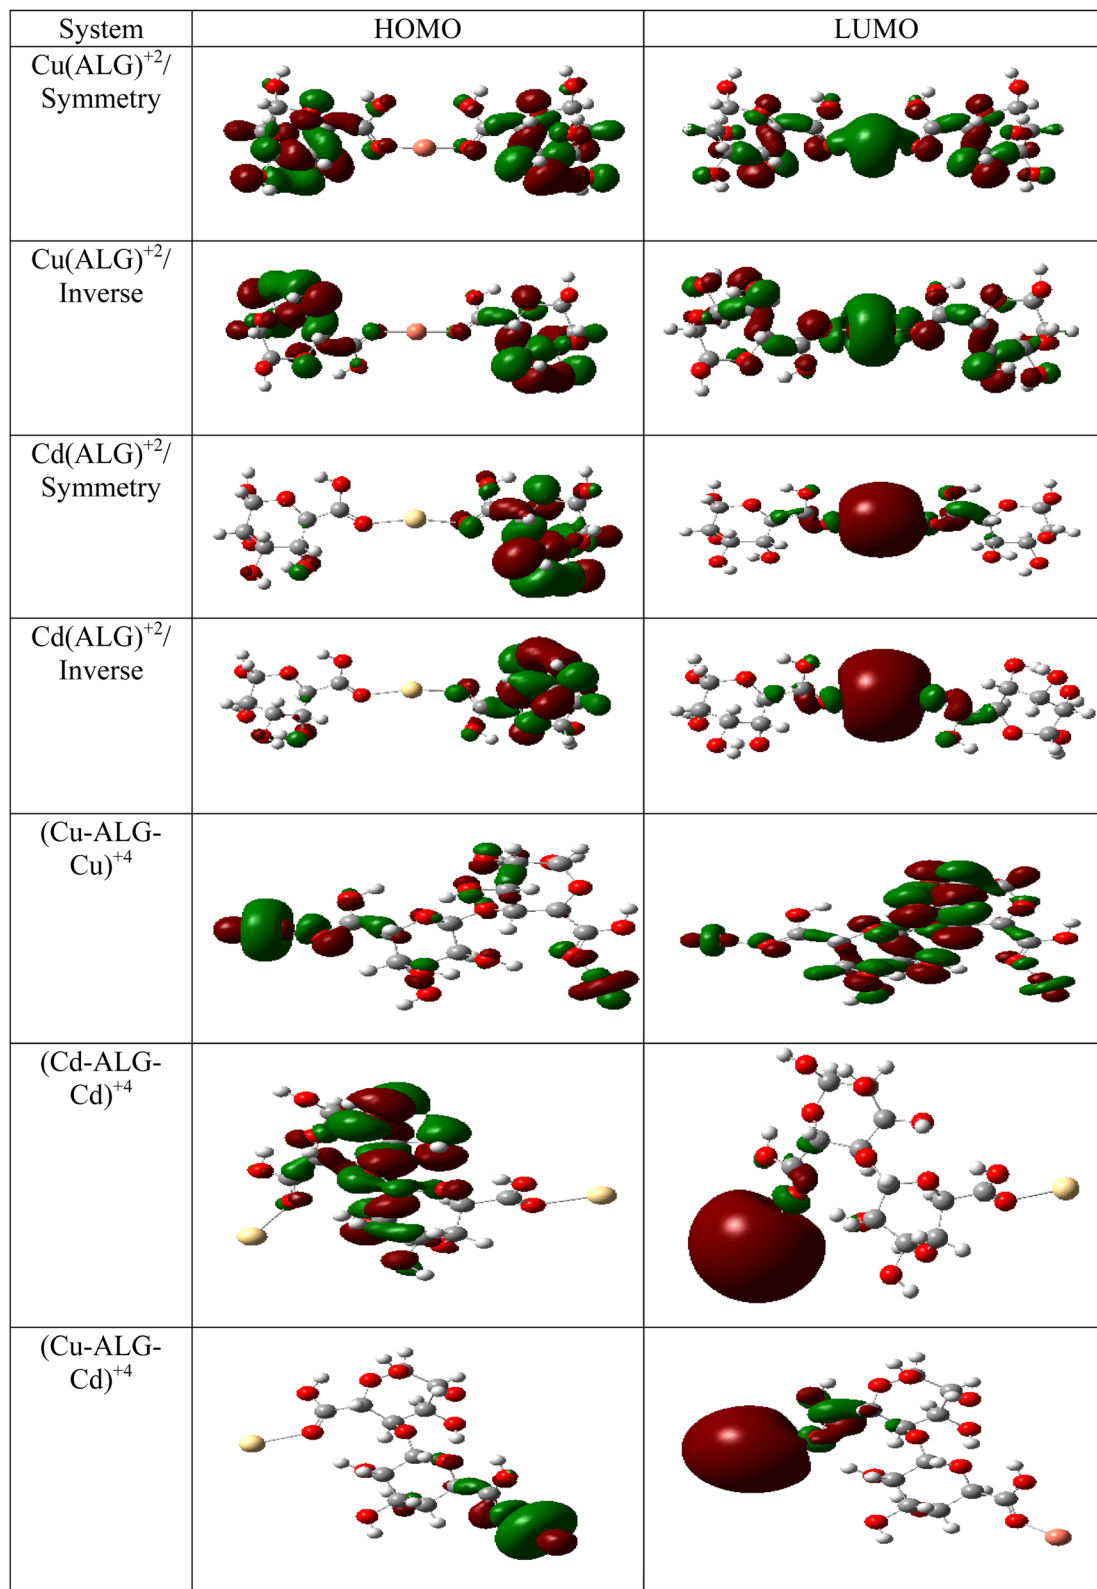 System HOMO LUMO
Cu(ALG)⁺²/
Symmetry
Cu(ALG)⁺²/
Inverse
Cd(ALG)⁺²/
Symmetry
Cd(ALG)⁺²/
Inverse
(Cu-ALG-
Cu)⁺⁴
(Cd-ALG-
Cd)⁺⁴
(Cu-ALG-
Cd)⁺⁴